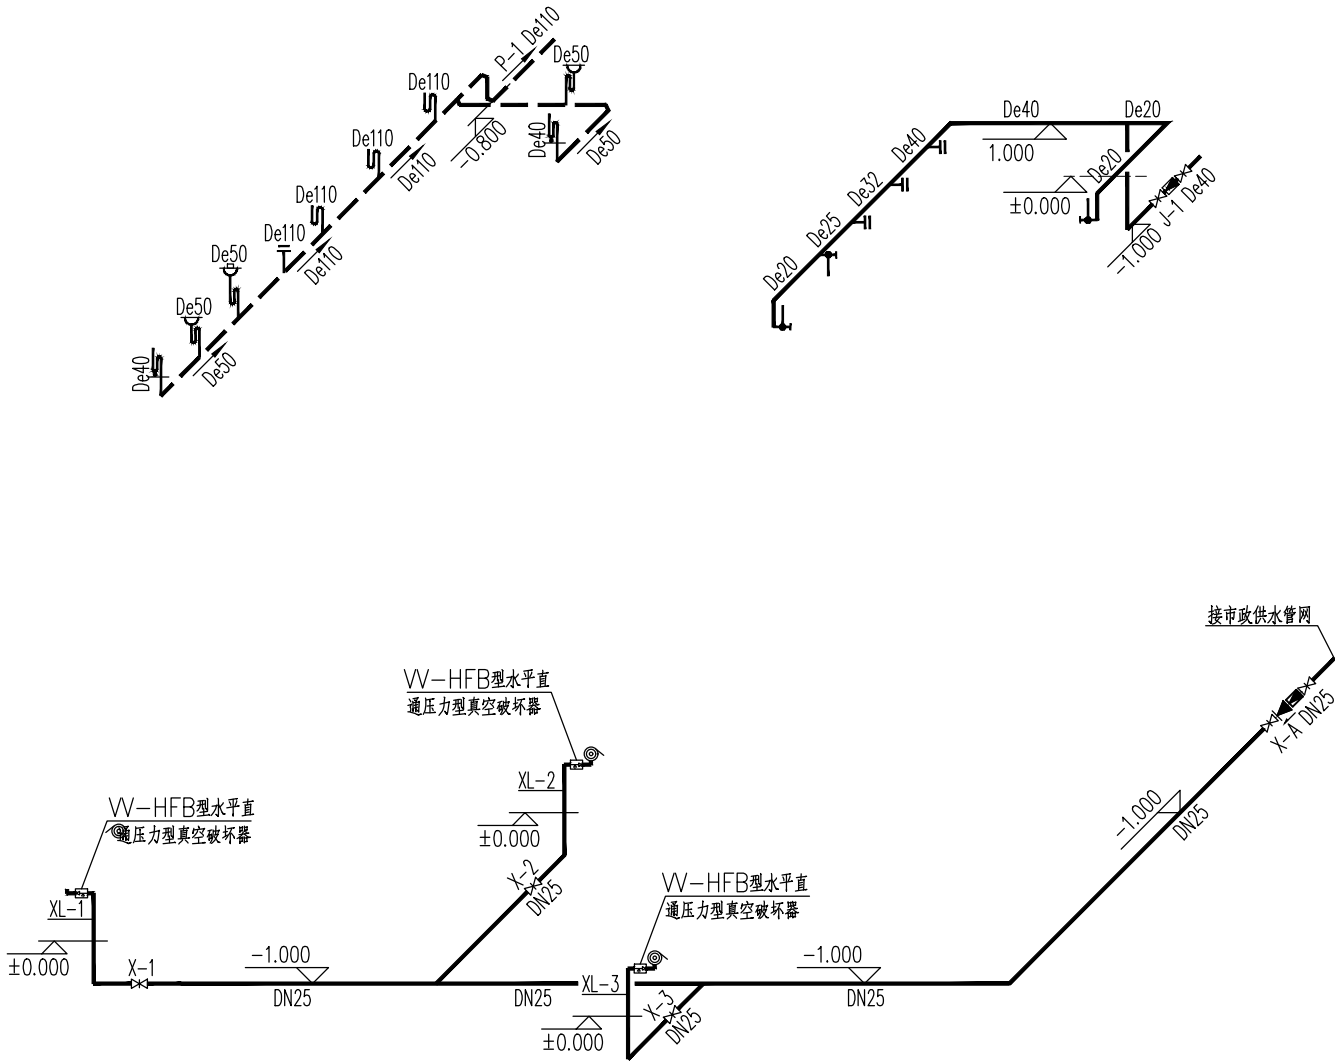 P-1 De110
De50
De110
De110
-0.800
De40
De50
De110
De110
De110
De110
De50
De50
De40
De50
De40
De20
De40
1.000
De20
De32
±0.000
J-1 De40
De25
-1.000
De20
接市政供水管网
VV-HFB型水平直
通压力型真空破坏器
X-A DN25
XL-2
±0.000
-1.000
DN25
VV-HFB型水平直
通压力型真空破坏器
X-2
DN25
VV-HFB型水平直
通压力型真空破坏器
XL-1
±0.000
X-1
-1.000
DN25
DN25
XL-3
±0.000
X-3
DN25
-1.000
DN25